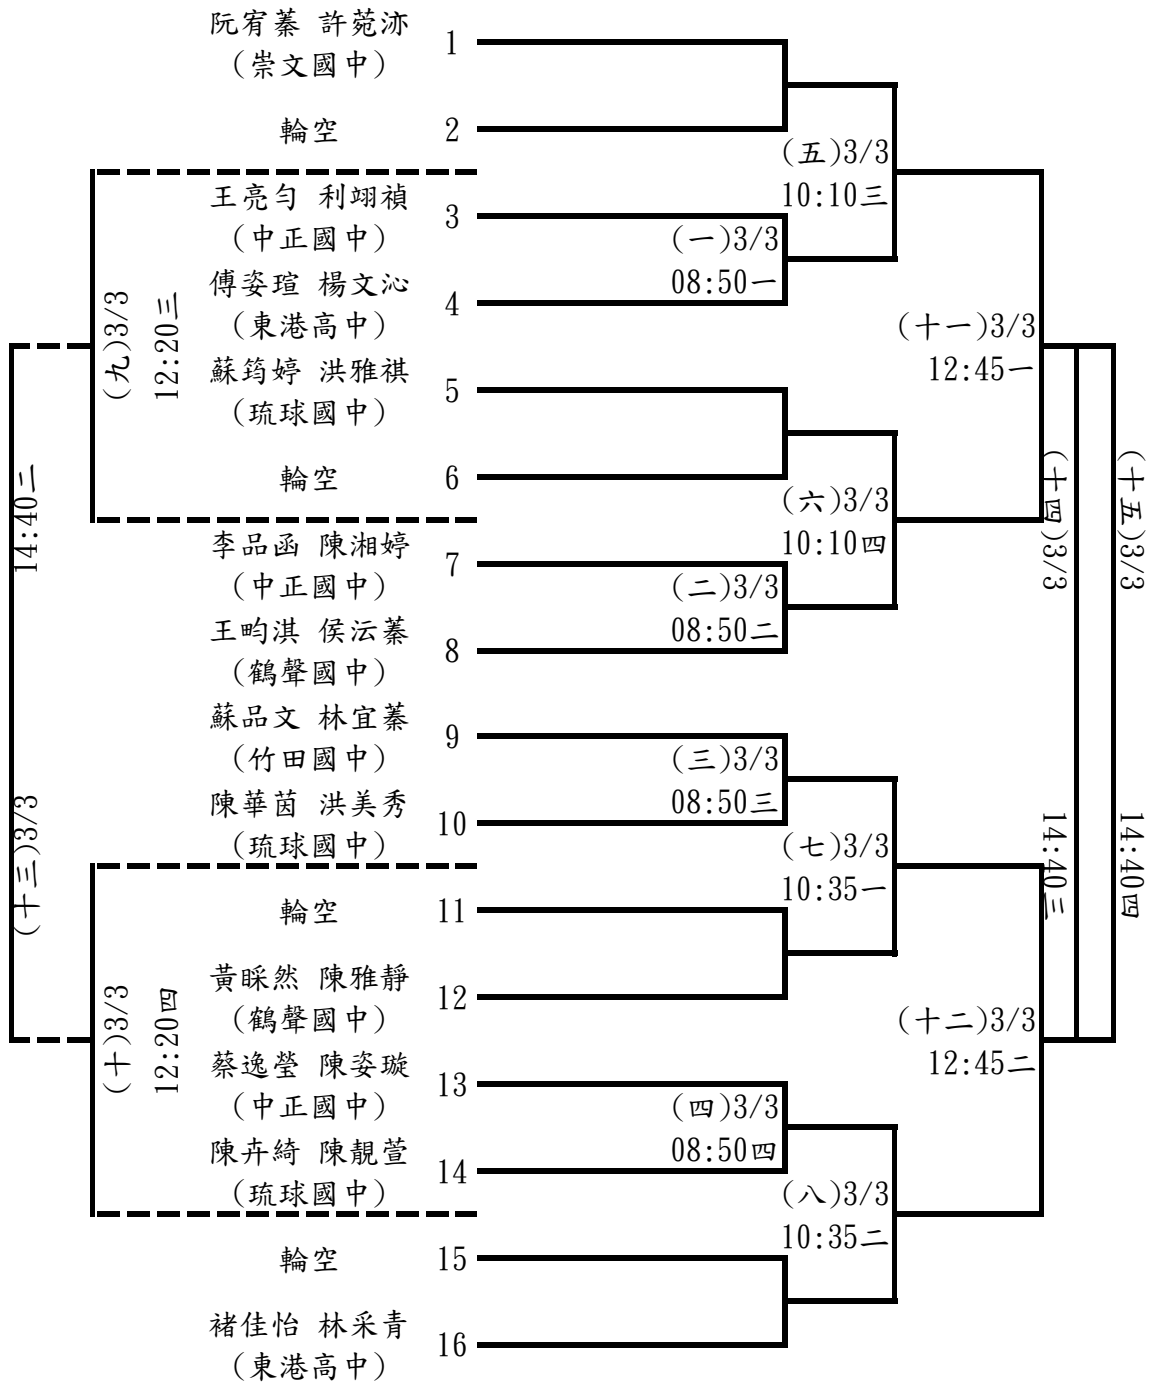 阮宥蓁 許菀沵
(崇文國中)
1
輪空
2
(五)3/3
10:10三
王亮勻 利翊禎
(中正國中)
3
(一)3/3
08:50一
傅姿瑄 楊文沁
(東港高中)
4
(九)3/3
12:20三
(十一)3/3
12:45一
蘇筠婷 洪雅祺
(琉球國中)
5
輪空
6
(六)3/3
10:10四
14:40二
(十三)3/3
(十四)3/3
14:40三
(十五)3/3
14:40四
李品函 陳湘婷
(中正國中)
7
(二)3/3
08:50二
王畇淇 侯沄蓁
(鶴聲國中)
8
蘇品文 林宜蓁
(竹田國中)
9
(三)3/3
08:50三
陳華茵 洪美秀
(琉球國中)
10
(七)3/3
10:35一
輪空
11
黃睬然 陳雅靜
(鶴聲國中)
12
(十)3/3
12:20四
(十二)3/3
12:45二
蔡逸瑩 陳姿璇
(中正國中)
13
(四)3/3
08:50四
陳卉綺 陳靚萱
(琉球國中)
14
(八)3/3
10:35二
輪空
15
褚佳怡 林采青
(東港高中)
16